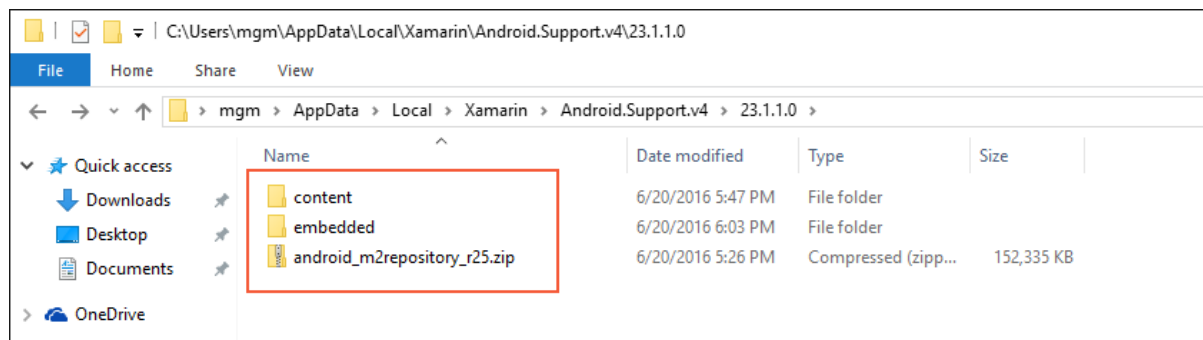 C:\Users\mgm\AppData\Local\Xamarin\Android.Support.v4\23.1.1.0
File Home Share View
mgm > AppData > Local > Xamarin > Android.Support.v4 > 23.1.1.0 >
Name Date modified Type Size
Quick access
Downloads
Desktop
Documents
OneDrive
content 6/20/2016 5:47 PM File folder
embedded 6/20/2016 6:03 PM File folder
android_m2repository_r25.zip 6/20/2016 5:26 PM Compressed (zipp... 152,335 KB